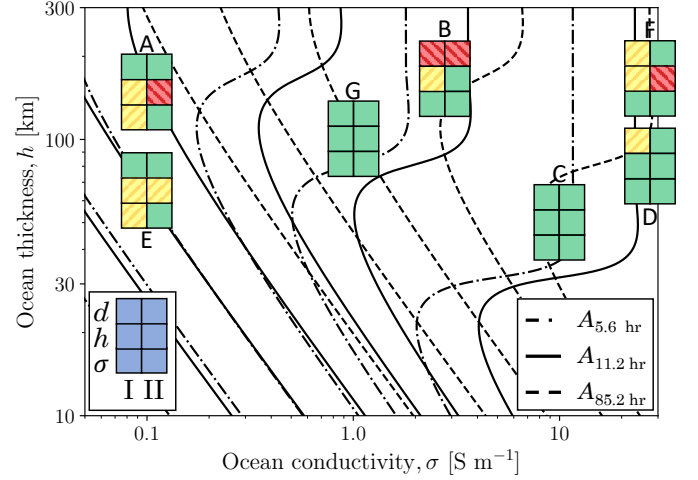 300
100
30
10
Ocean thickness, h [km]
A
B
F
G
E
C
D
d
h
σ
I II
A5.6 hr
A11.2 hr
A85.2 hr
0.1 1.0 10
Ocean conductivity, σ [S m⁻¹]